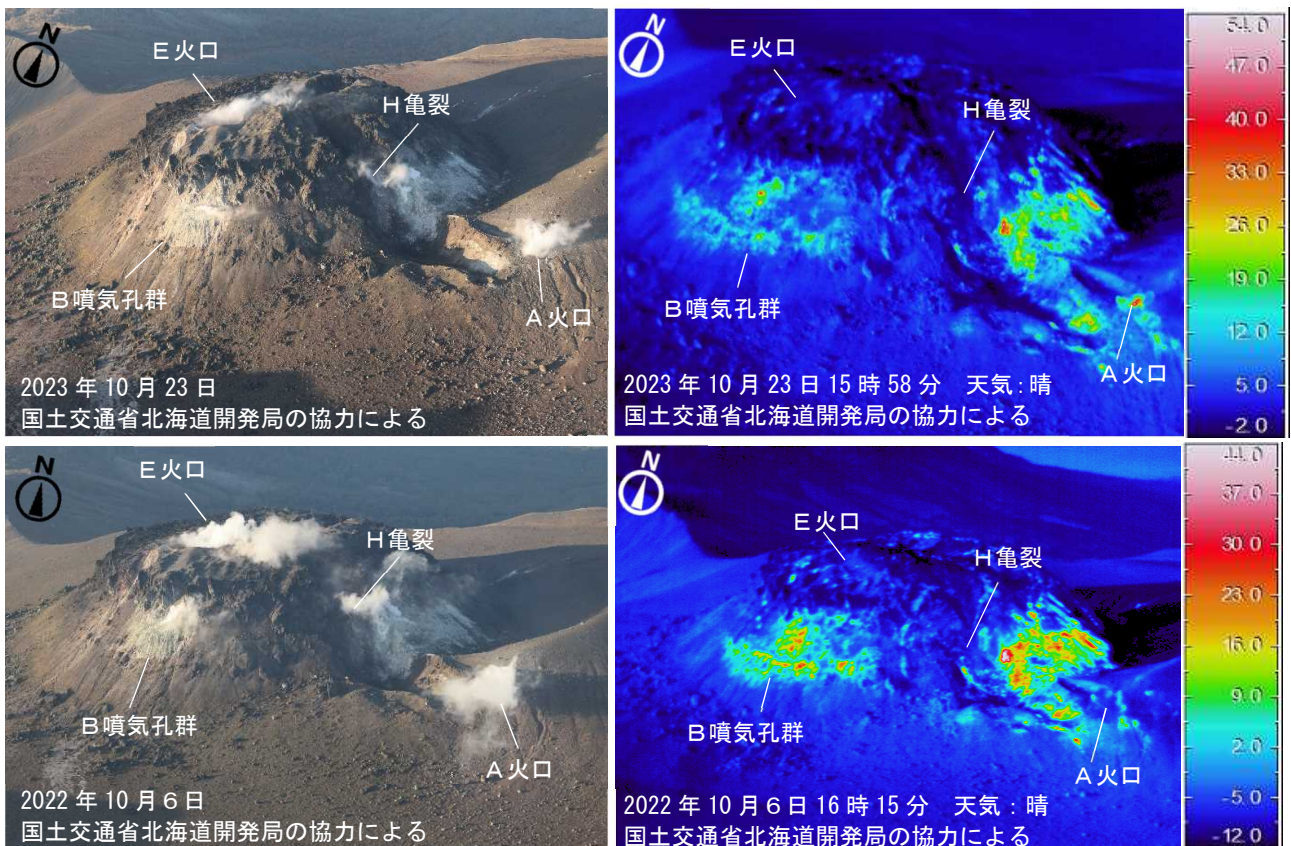 N
E火口
H亀裂
B噴気孔群
A火口
2023年10月23日
国土交通省北海道開発局の協力による
N
E火口
H亀裂
B噴気孔群
A火口
2023年10月23日15時58分 天気:晴
国土交通省北海道開発局の協力による
54.0
47.0
40.0
33.0
26.0
19.0
12.0
5.0
-2.0
N
E火口
H亀裂
B噴気孔群
A火口
2022年10月6日
国土交通省北海道開発局の協力による
N
E火口
H亀裂
B噴気孔群
A火口
2022年10月6日16時15分 天気:晴
国土交通省北海道開発局の協力による
44.0
37.0
30.0
23.0
16.0
9.0
2.0
-5.0
-12.0